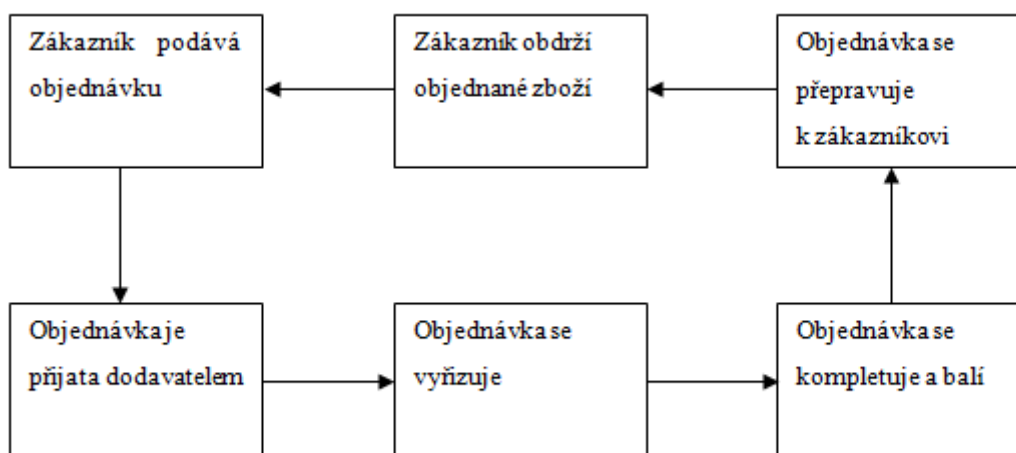 Zákazník podává
objednávku
Zákazník obdrží
objednané zboží
Objednávka se
přepravuje
k zákazníkovi
Objednávka je
přijata dodavatelem
Objednávka se
vyřizuje
Objednávka se
kompletuje a balí